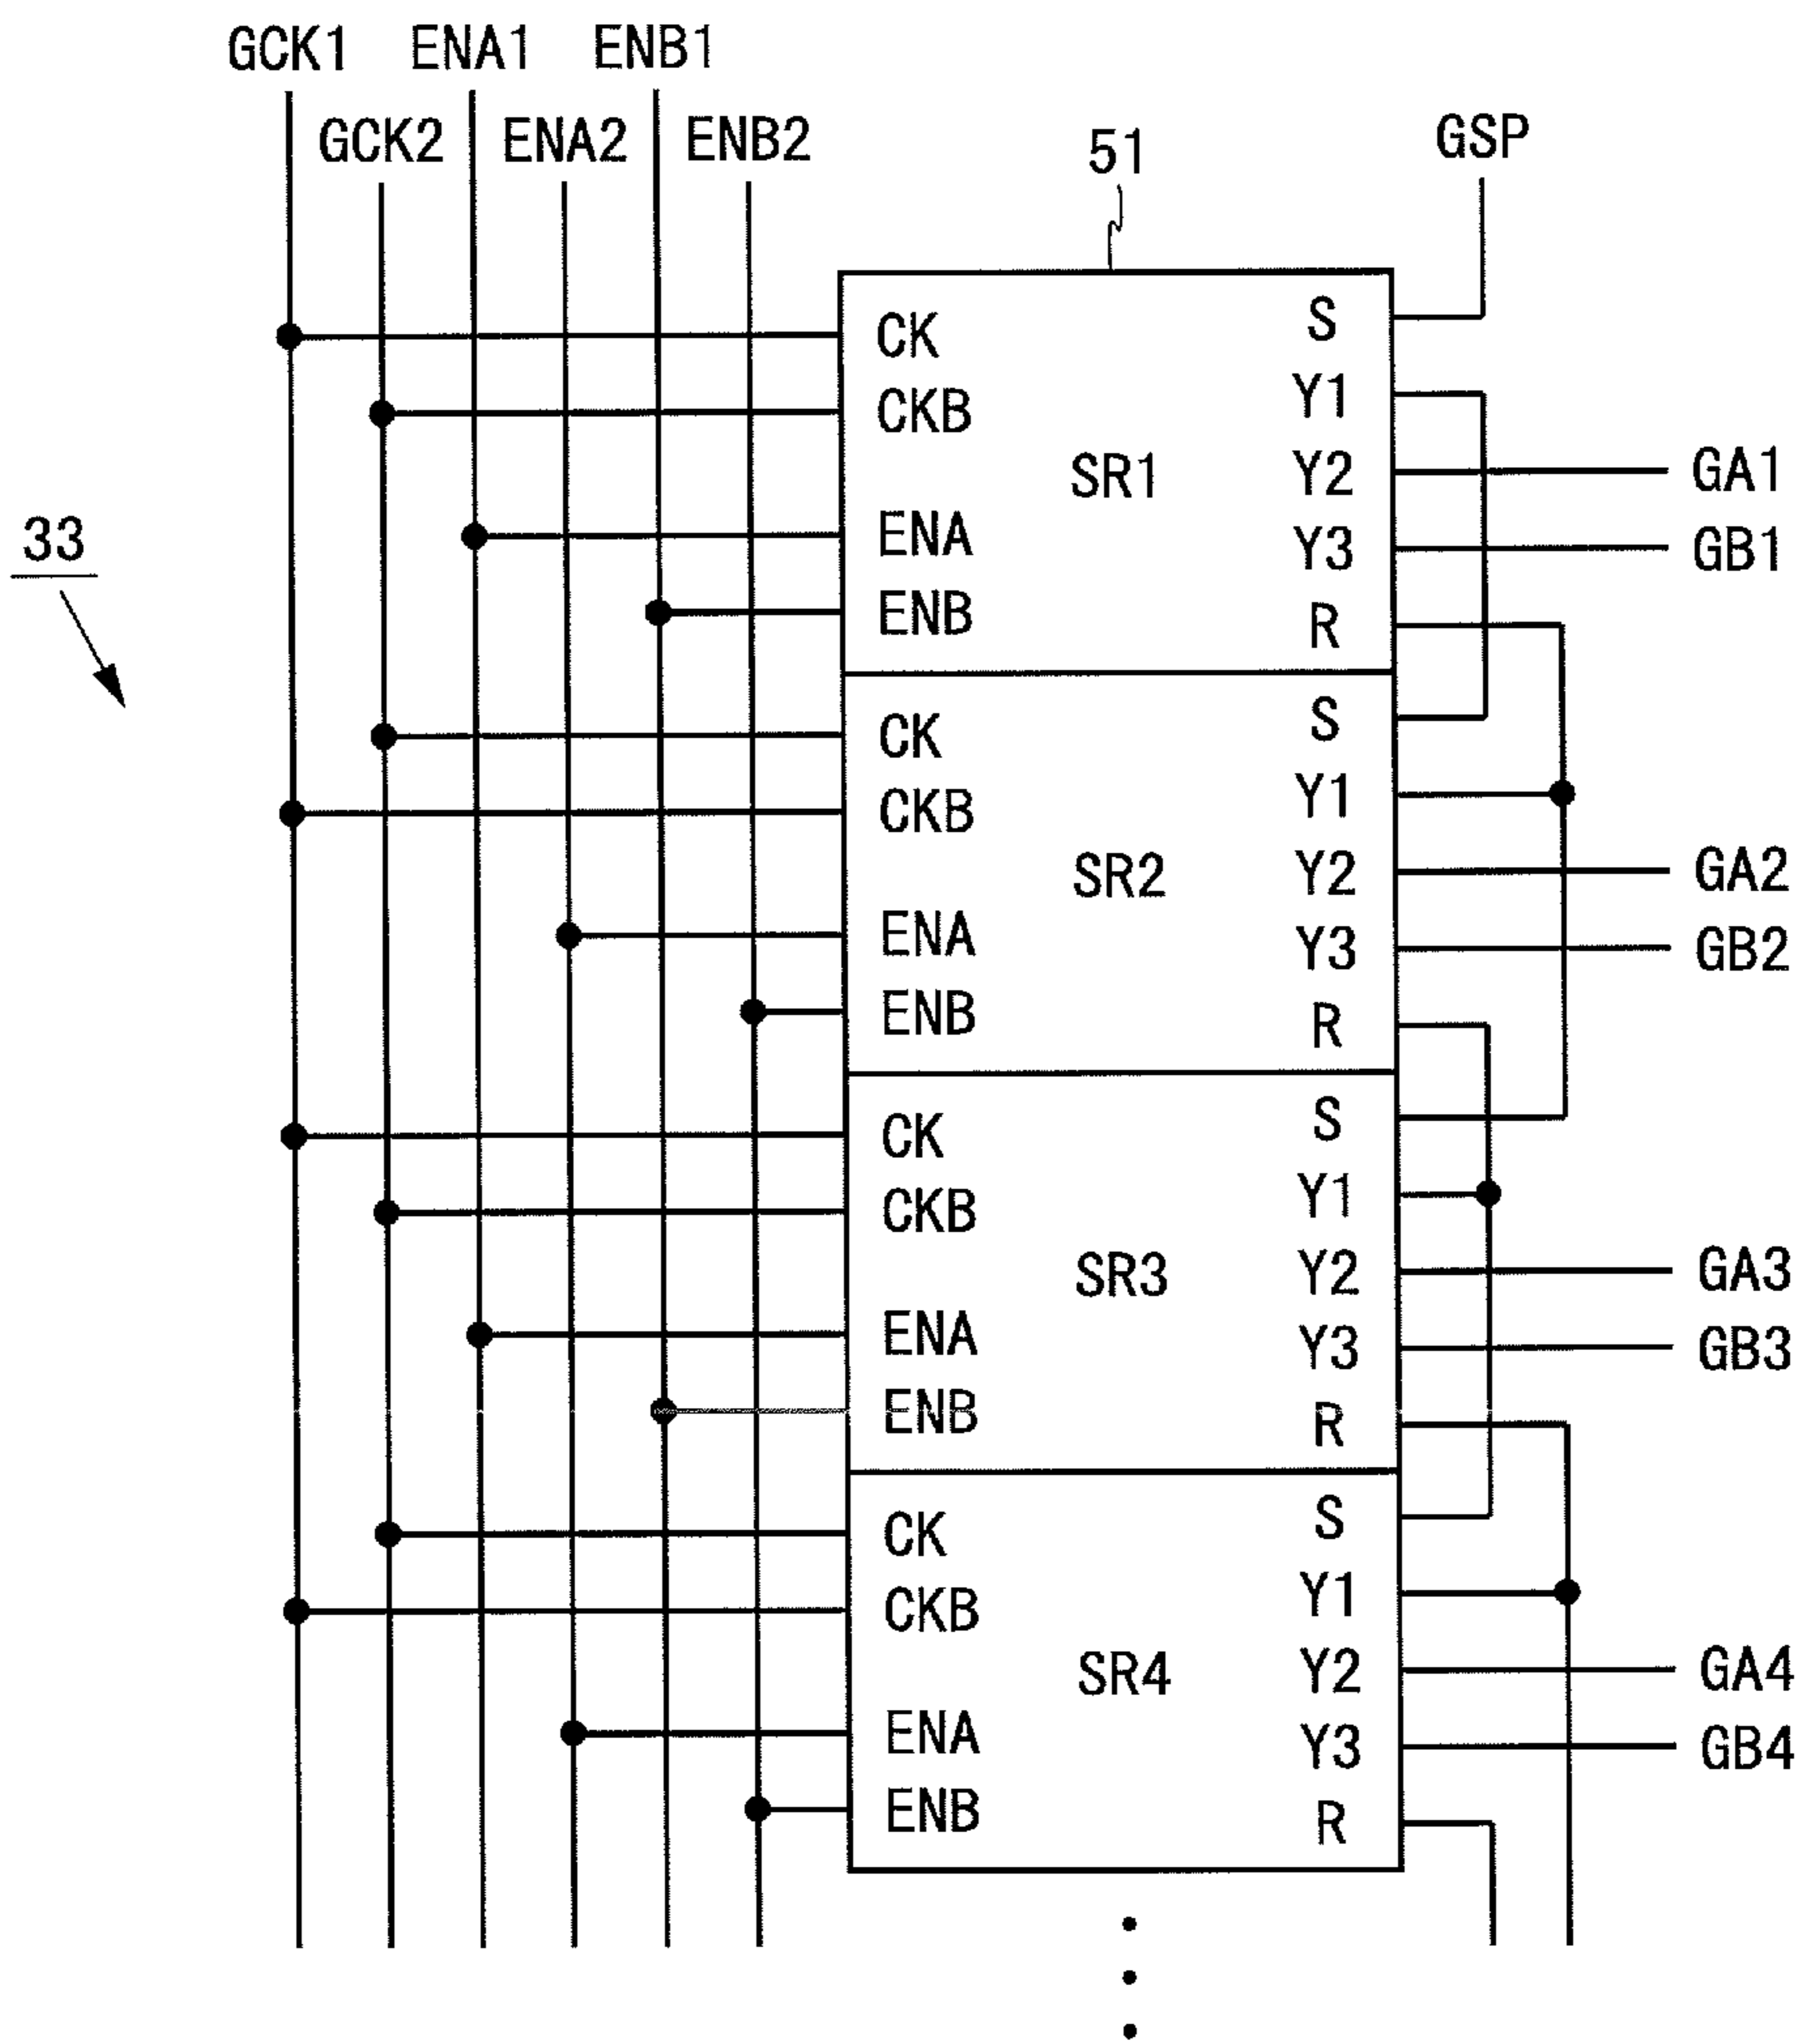 GCK1 ENA1 ENB1
GCK2 ENA2 ENB2
51
GSP
33
CK S
CKB Y1
SR1 Y2 GA1
ENA Y3 GB1
ENB R
CK S
CKB Y1
SR2 Y2 GA2
ENA Y3 GB2
ENB R
CK S
CKB Y1
SR3 Y2 GA3
ENA Y3 GB3
ENB R
CK S
CKB Y1
SR4 Y2 GA4
ENA Y3 GB4
ENB R